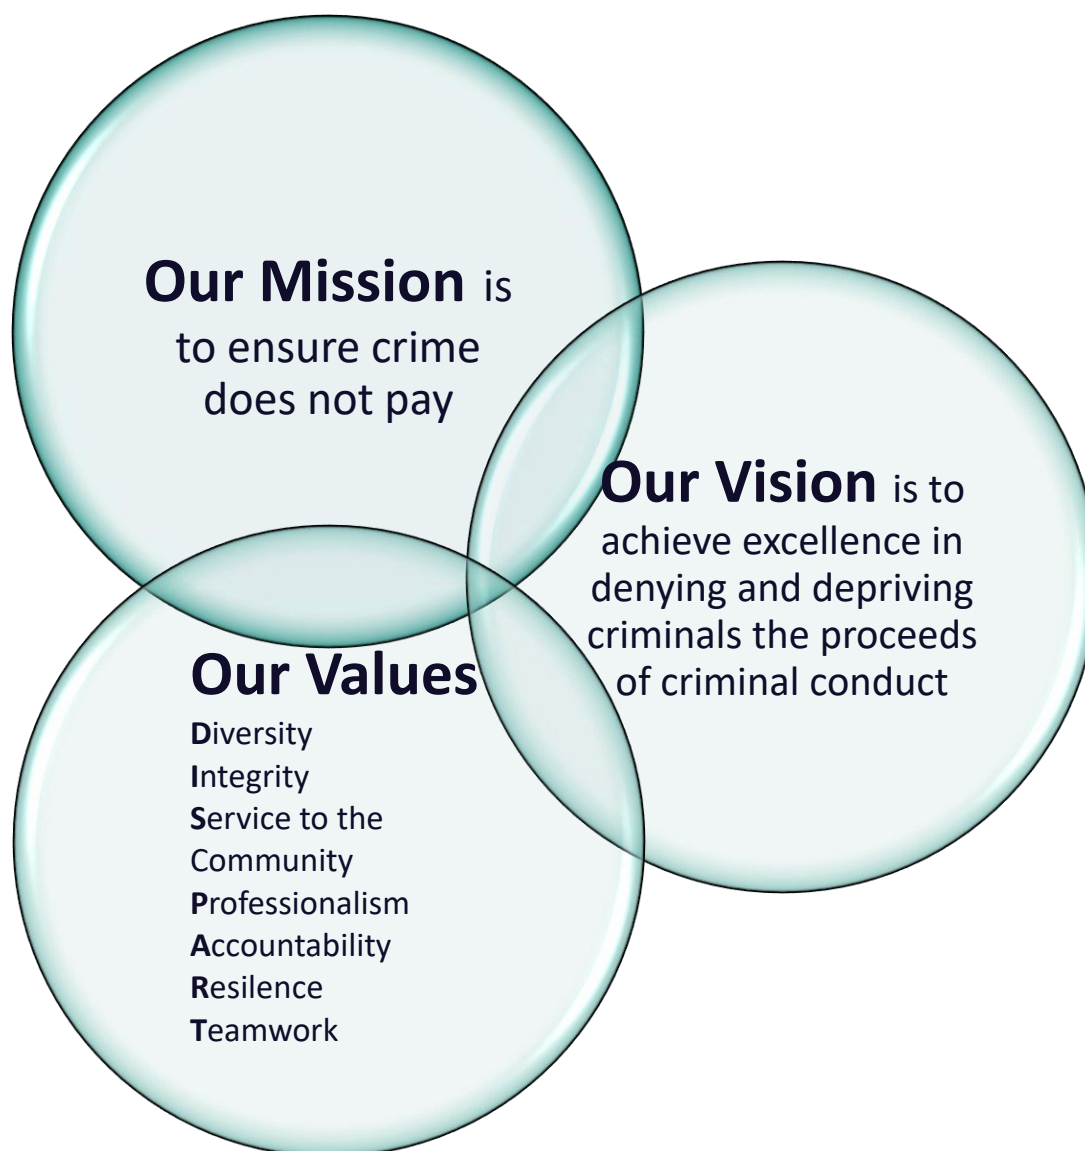 Our Mission is
to ensure crime
does not pay
Our Vision is to
achieve excellence in
denying and depriving
criminals the proceeds
of criminal conduct
Our Values
Diversity
Integrity
Service to the
Community
Professionalism
Accountability
Resilence
Teamwork